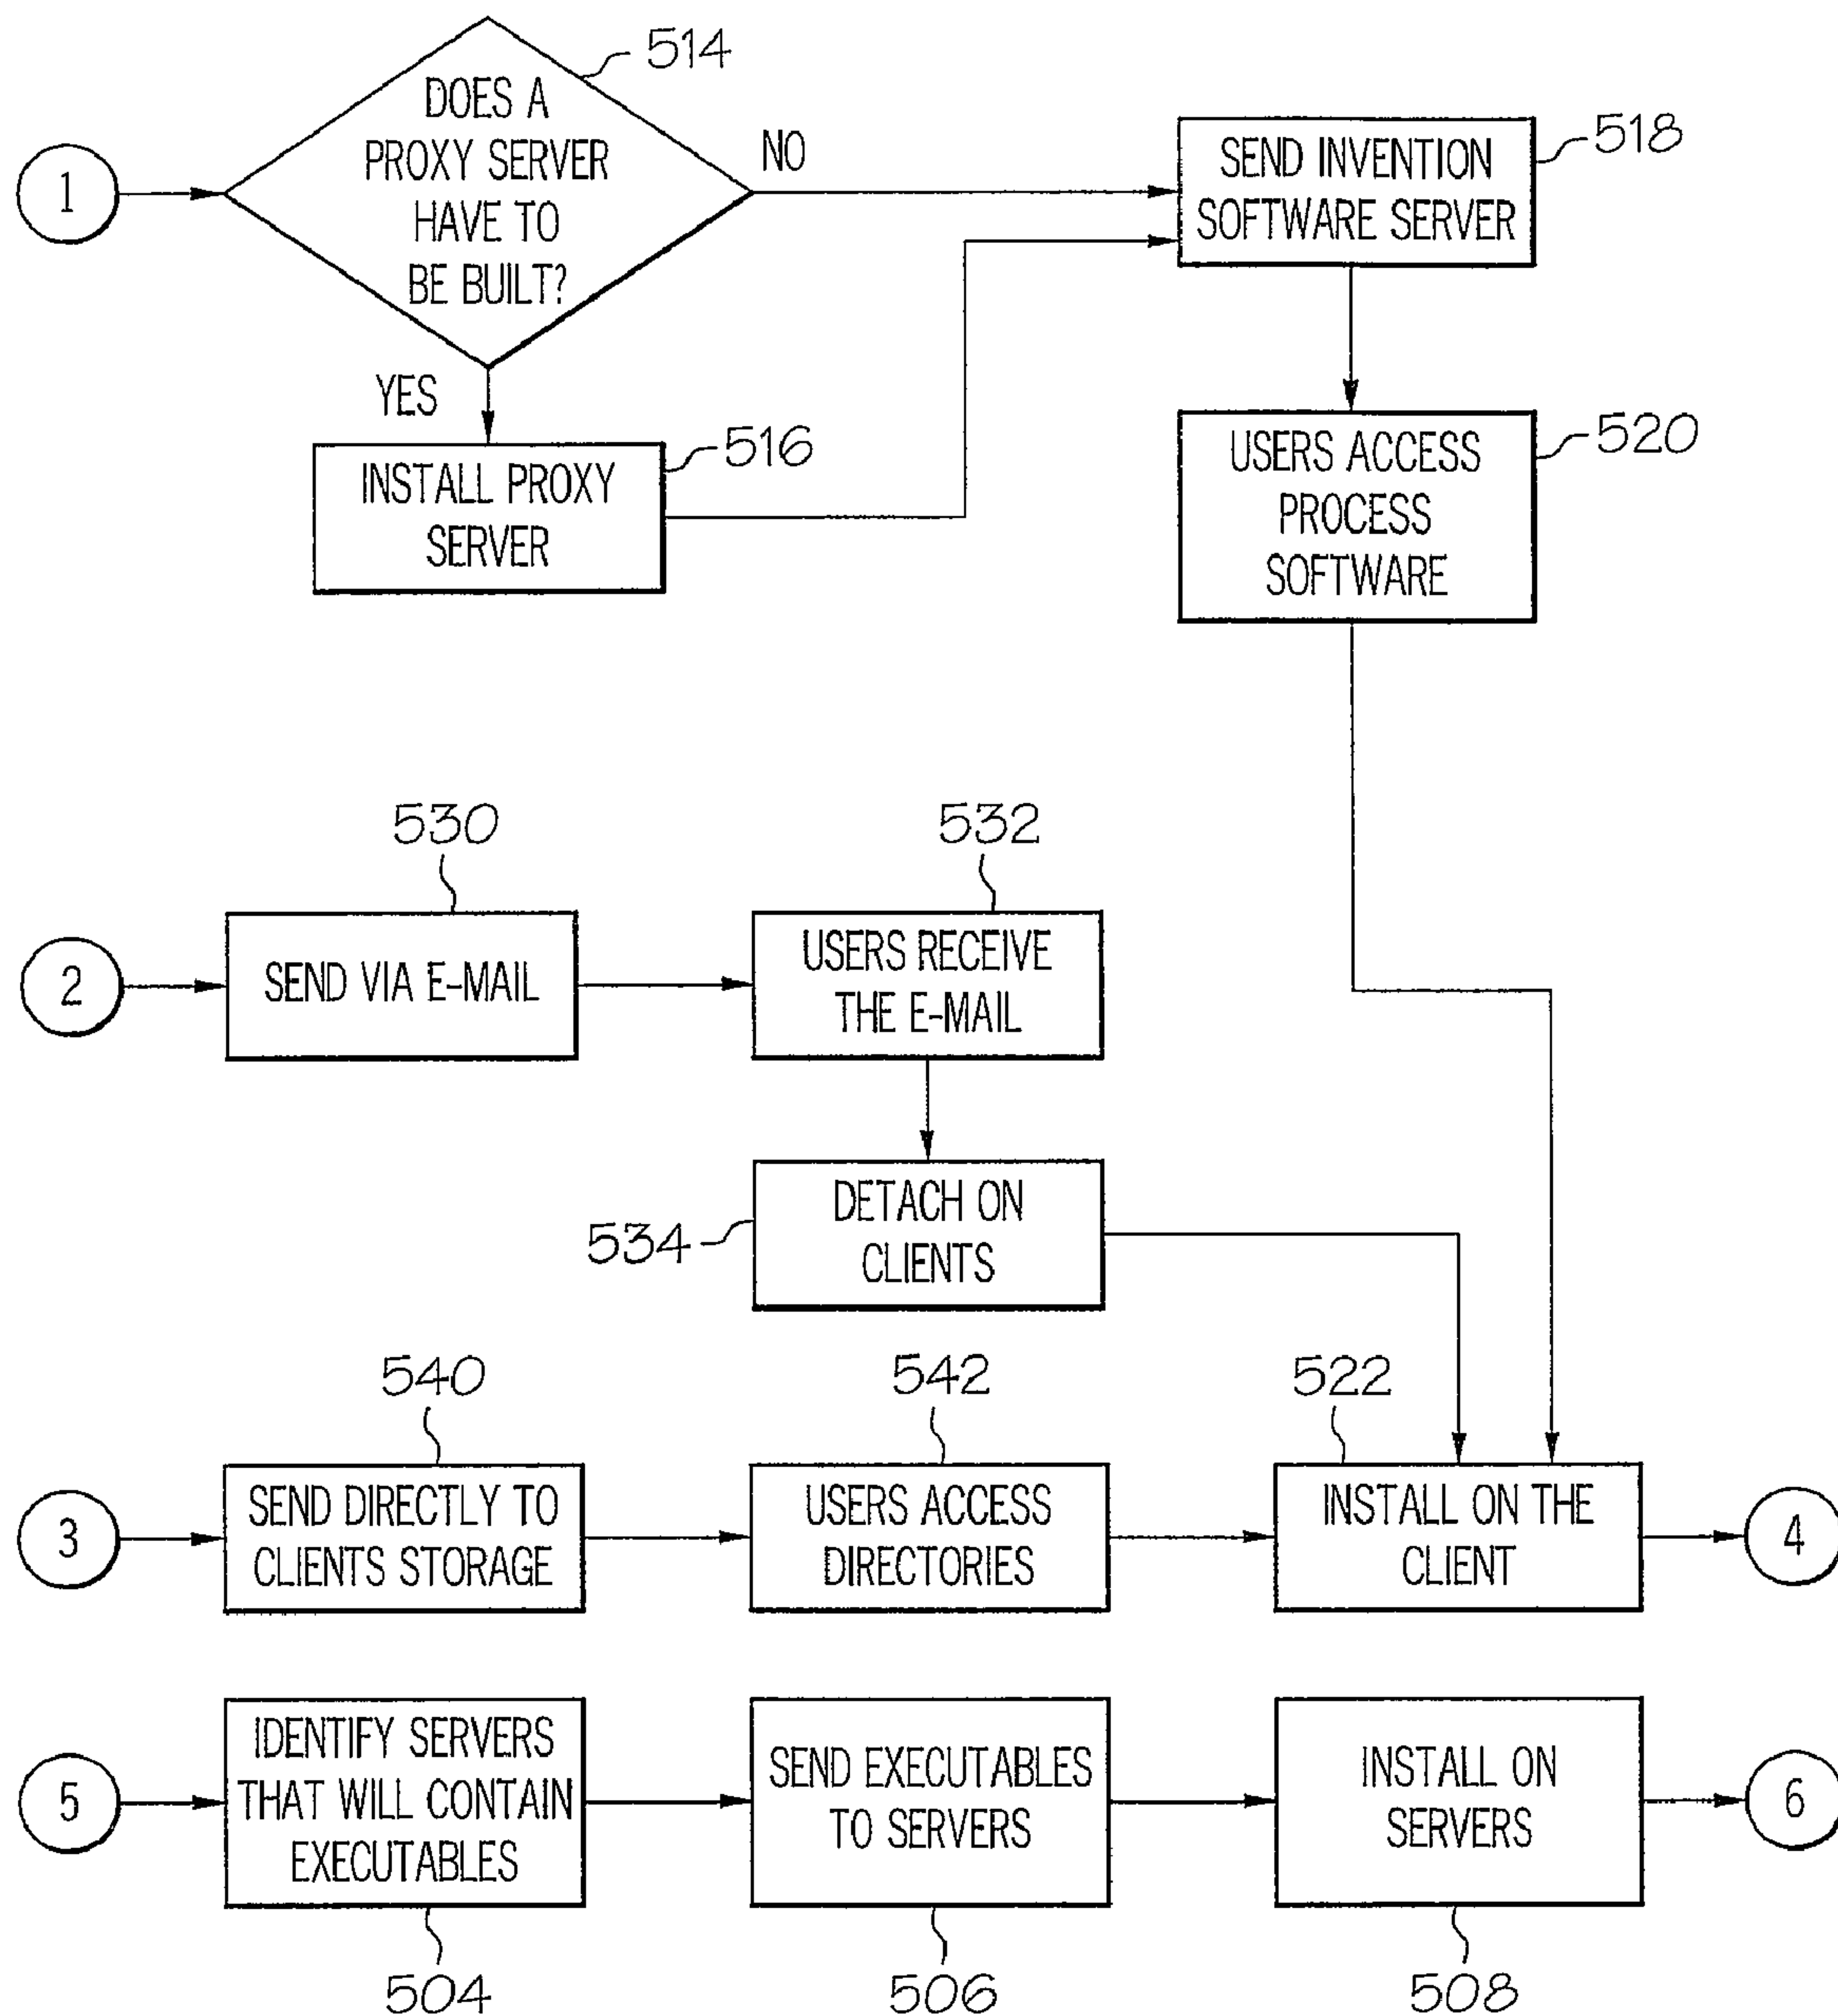 514
DOES A
PROXY SERVER
HAVE TO
BE BUILT?
NO
518
SEND INVENTION
SOFTWARE SERVER
1
YES
516
INSTALL PROXY
SERVER
520
USERS ACCESS
PROCESS
SOFTWARE
530
532
2
SEND VIA E-MAIL
USERS RECEIVE
THE E-MAIL
534
DETACH ON
CLIENTS
540
542
522
3
SEND DIRECTLY TO
CLIENTS STORAGE
USERS ACCESS
DIRECTORIES
INSTALL ON THE
CLIENT
4
5
IDENTIFY SERVERS
THAT WILL CONTAIN
EXECUTABLES
SEND EXECUTABLES
TO SERVERS
INSTALL ON
SERVERS
6
504
506
508